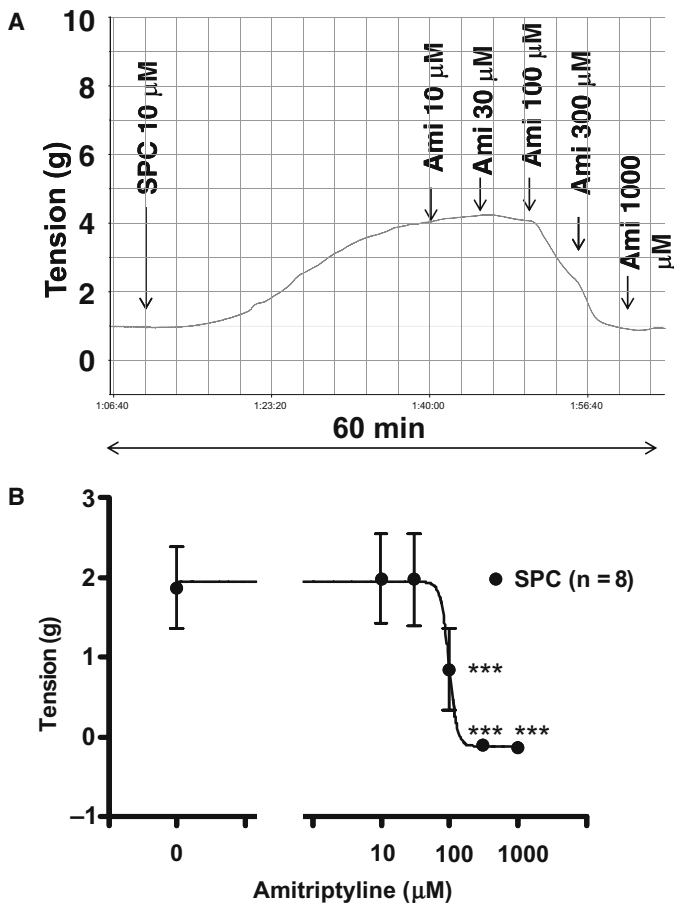 A
10
8
6
4
2
0
Tension (g)
SPC 10 μM
Ami 10 μM
Ami 30 μM
Ami 100 μM
Ami 300 μM
Ami 1000
μM
1:06:40 1:23:20 1:40:00 1:56:40
60 min
B
3
2
1
0
–1
Tension (g)
SPC (n = 8)
***
*** ***
0 10 100 1000
Amitriptyline (μM)